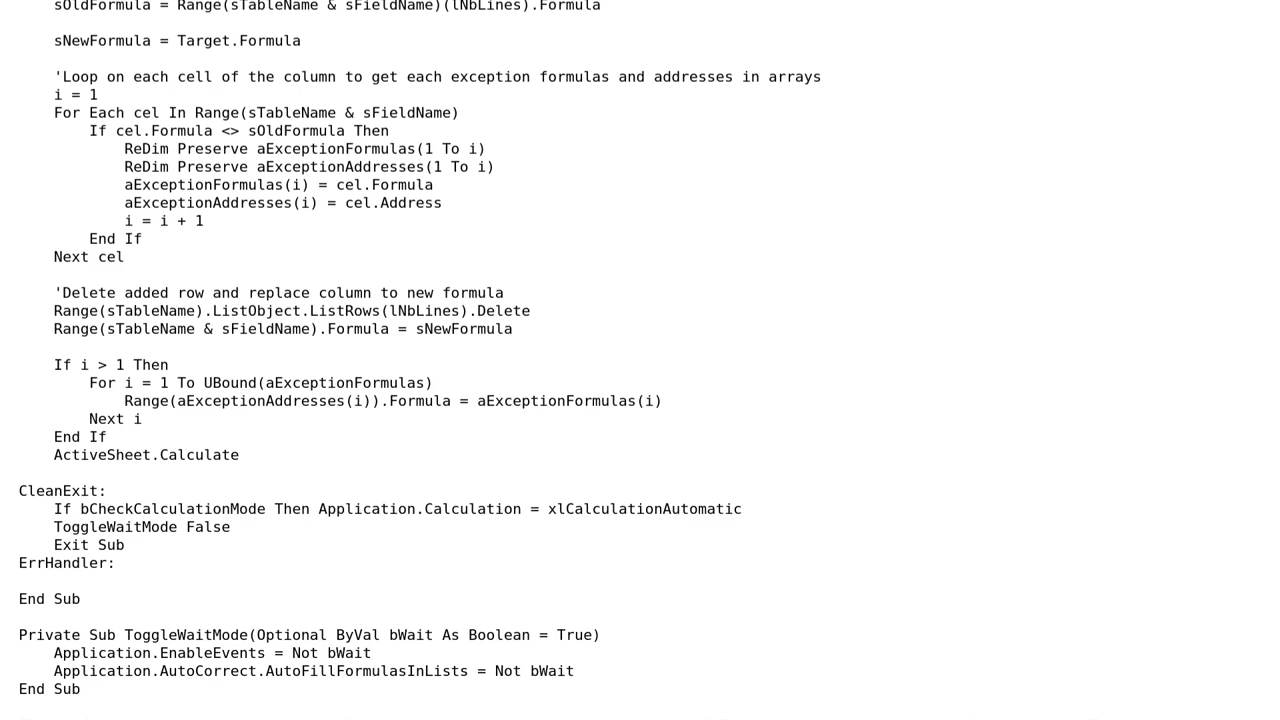 sOldFormula = Range(sTableName & sFieldName)(lNbLines).Formula
sNewFormula = Target.Formula
'Loop on each cell of the column to get each exception formulas and addresses in arrays
i = 1
For Each cel In Range(sTableName & sFieldName)
If cel.Formula <> sOldFormula Then
ReDim Preserve aExceptionFormulas(1 To i)
ReDim Preserve aExceptionAddresses(1 To i)
aExceptionFormulas(i) = cel.Formula
aExceptionAddresses(i) = cel.Address
i = i + 1
End If
Next cel
'Delete added row and replace column to new formula
Range(sTableName).ListObject.ListRows(lNbLines).Delete
Range(sTableName & sFieldName).Formula = sNewFormula
If i > 1 Then
For i = 1 To UBound(aExceptionFormulas)
Range(aExceptionAddresses(i)).Formula = aExceptionFormulas(i)
Next i
End If
ActiveSheet.Calculate
CleanExit:
If bCheckCalculationMode Then Application.Calculation = xlCalculationAutomatic
ToggleWaitMode False
Exit Sub
ErrHandler:
End Sub
Private Sub ToggleWaitMode(Optional ByVal bWait As Boolean = True)
Application.EnableEvents = Not bWait
Application.AutoCorrect.AutoFillFormulasInLists = Not bWait
End Sub